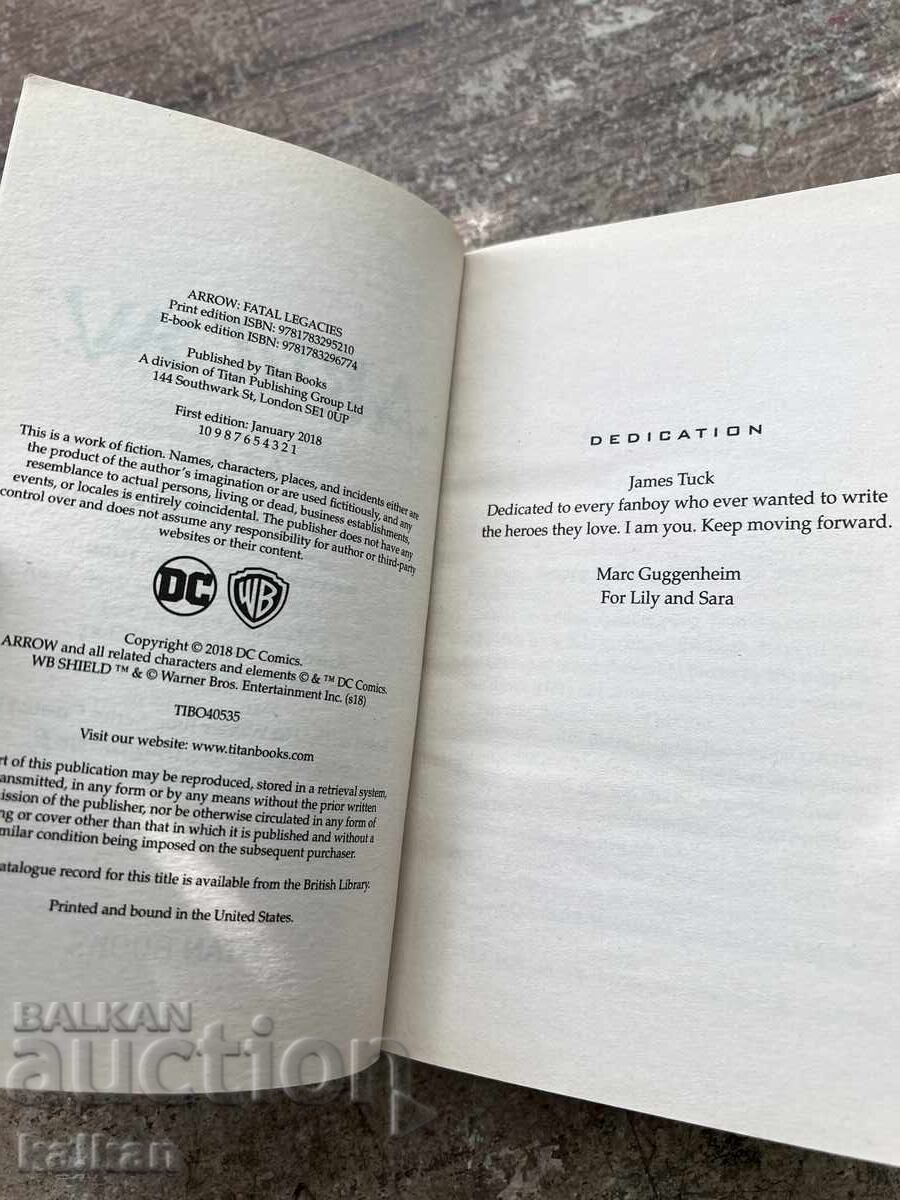 ARROW: FATAL LEGACIES
Print edition ISBN: 9781783295210
E-book edition ISBN: 9781783296774
Published by Titan Books
A division of Titan Publishing Group Ltd
144 Southwark St, London SE1 0UP
First edition: January 2018
10 9 8 7 6 5 4 3 2 1
This is a work of fiction. Names, characters, places, and incidents either are
the product of the author's imagination or are used fictitiously, and any
resemblance to actual persons, living or dead, business establishments,
events, or locales is entirely coincidental. The publisher does not have any
control over and does not assume any responsibility for author or third-party
websites or their content.
DC WB
Copyright © 2018 DC Comics.
ARROW and all related characters and elements © & ™ DC Comics.
WB SHIELD ™ & © Warner Bros. Entertainment Inc. (s18)
TIBO40535
Visit our website: www.titanbooks.com
rt of this publication may be reproduced, stored in a retrieval system,
ransmitted, in any form or by any means without the prior written
ission of the publisher, nor be otherwise circulated in any form of
ng or cover other than that in which it is published and without a
milar condition being imposed on the subsequent purchaser.
atalogue record for this title is available from the British Library.
Printed and bound in the United States.
DEDICATION
James Tuck
Dedicated to every fanboy who ever wanted to write
the heroes they love. I am you. Keep moving forward.
Marc Guggenheim
For Lily and Sara
BALKAN
auction
kalkan